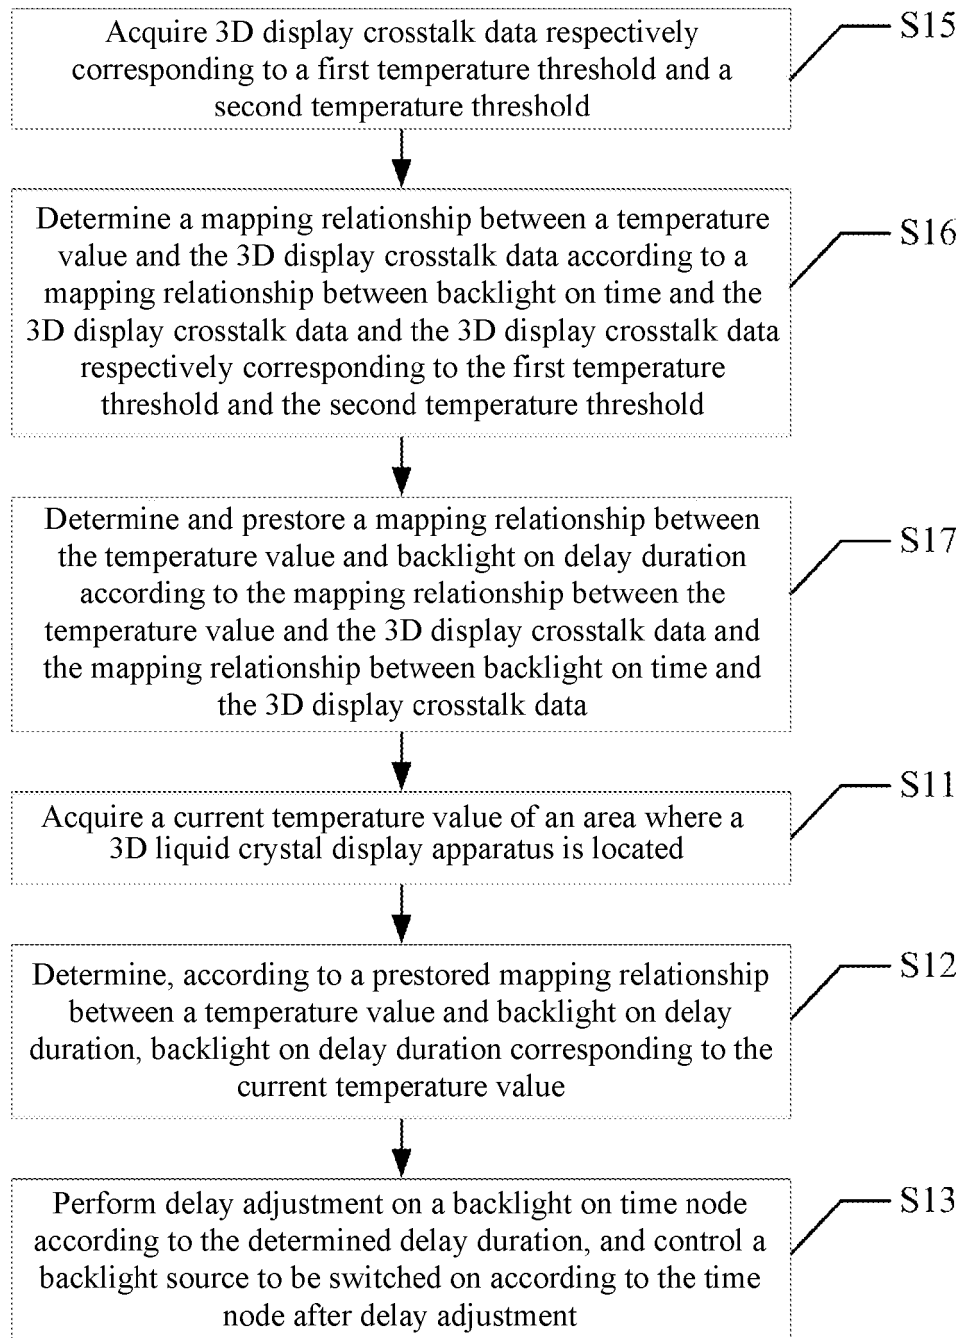 Acquire 3D display crosstalk data respectively
corresponding to a first temperature threshold and a
second temperature threshold
S15
Determine a mapping relationship between a temperature
value and the 3D display crosstalk data according to a
mapping relationship between backlight on time and the
3D display crosstalk data and the 3D display crosstalk data
respectively corresponding to the first temperature
threshold and the second temperature threshold
S16
Determine and prestore a mapping relationship between
the temperature value and backlight on delay duration
according to the mapping relationship between the
temperature value and the 3D display crosstalk data and
the mapping relationship between backlight on time and
the 3D display crosstalk data
S17
Acquire a current temperature value of an area where a
3D liquid crystal display apparatus is located
S11
Determine, according to a prestored mapping relationship
between a temperature value and backlight on delay
duration, backlight on delay duration corresponding to the
current temperature value
S12
Perform delay adjustment on a backlight on time node
according to the determined delay duration, and control a
backlight source to be switched on according to the time
node after delay adjustment
S13